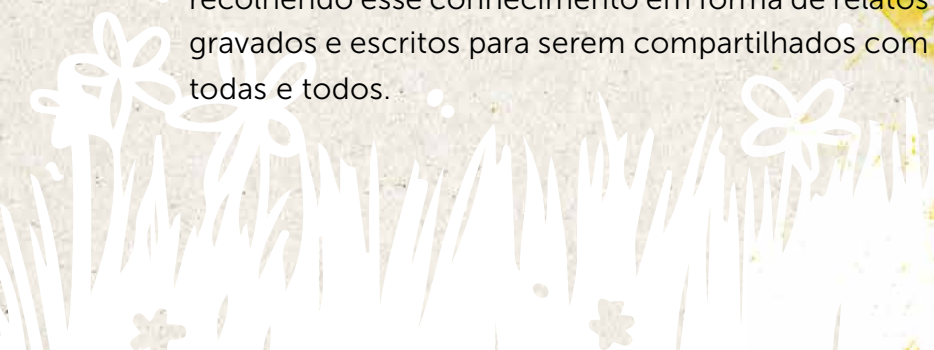 recolhendo esse conhecimento em forma de relatos
gravados e escritos para serem compartilhados com
todas e todos.